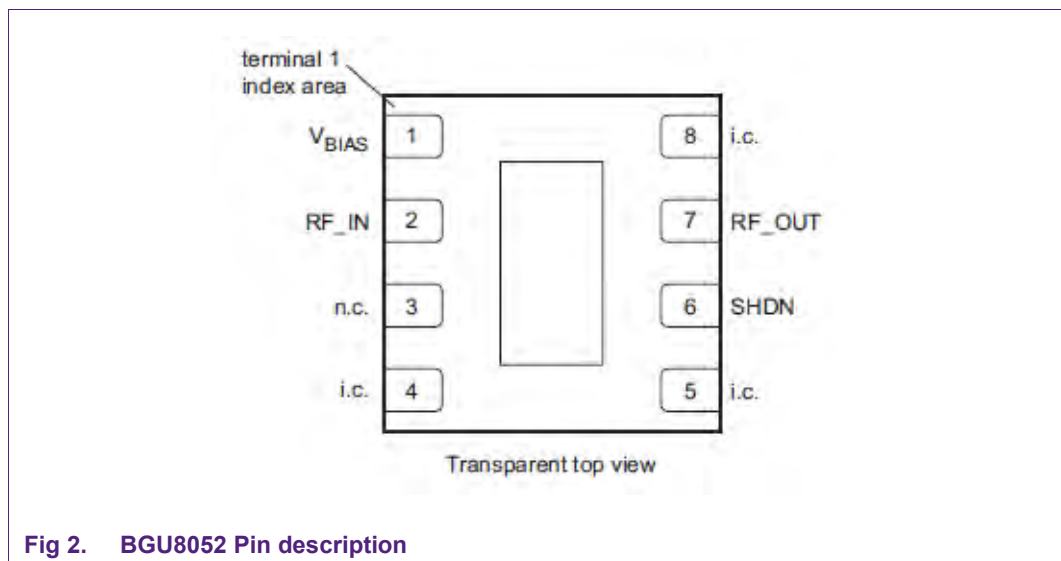 terminal 1
index area
VBIAS 1 8 i.c.
RF_IN 2 7 RF_OUT
n.c. 3 6 SHDN
i.c. 4 5 i.c.
Transparent top view
Fig 2. BGU8052 Pin description